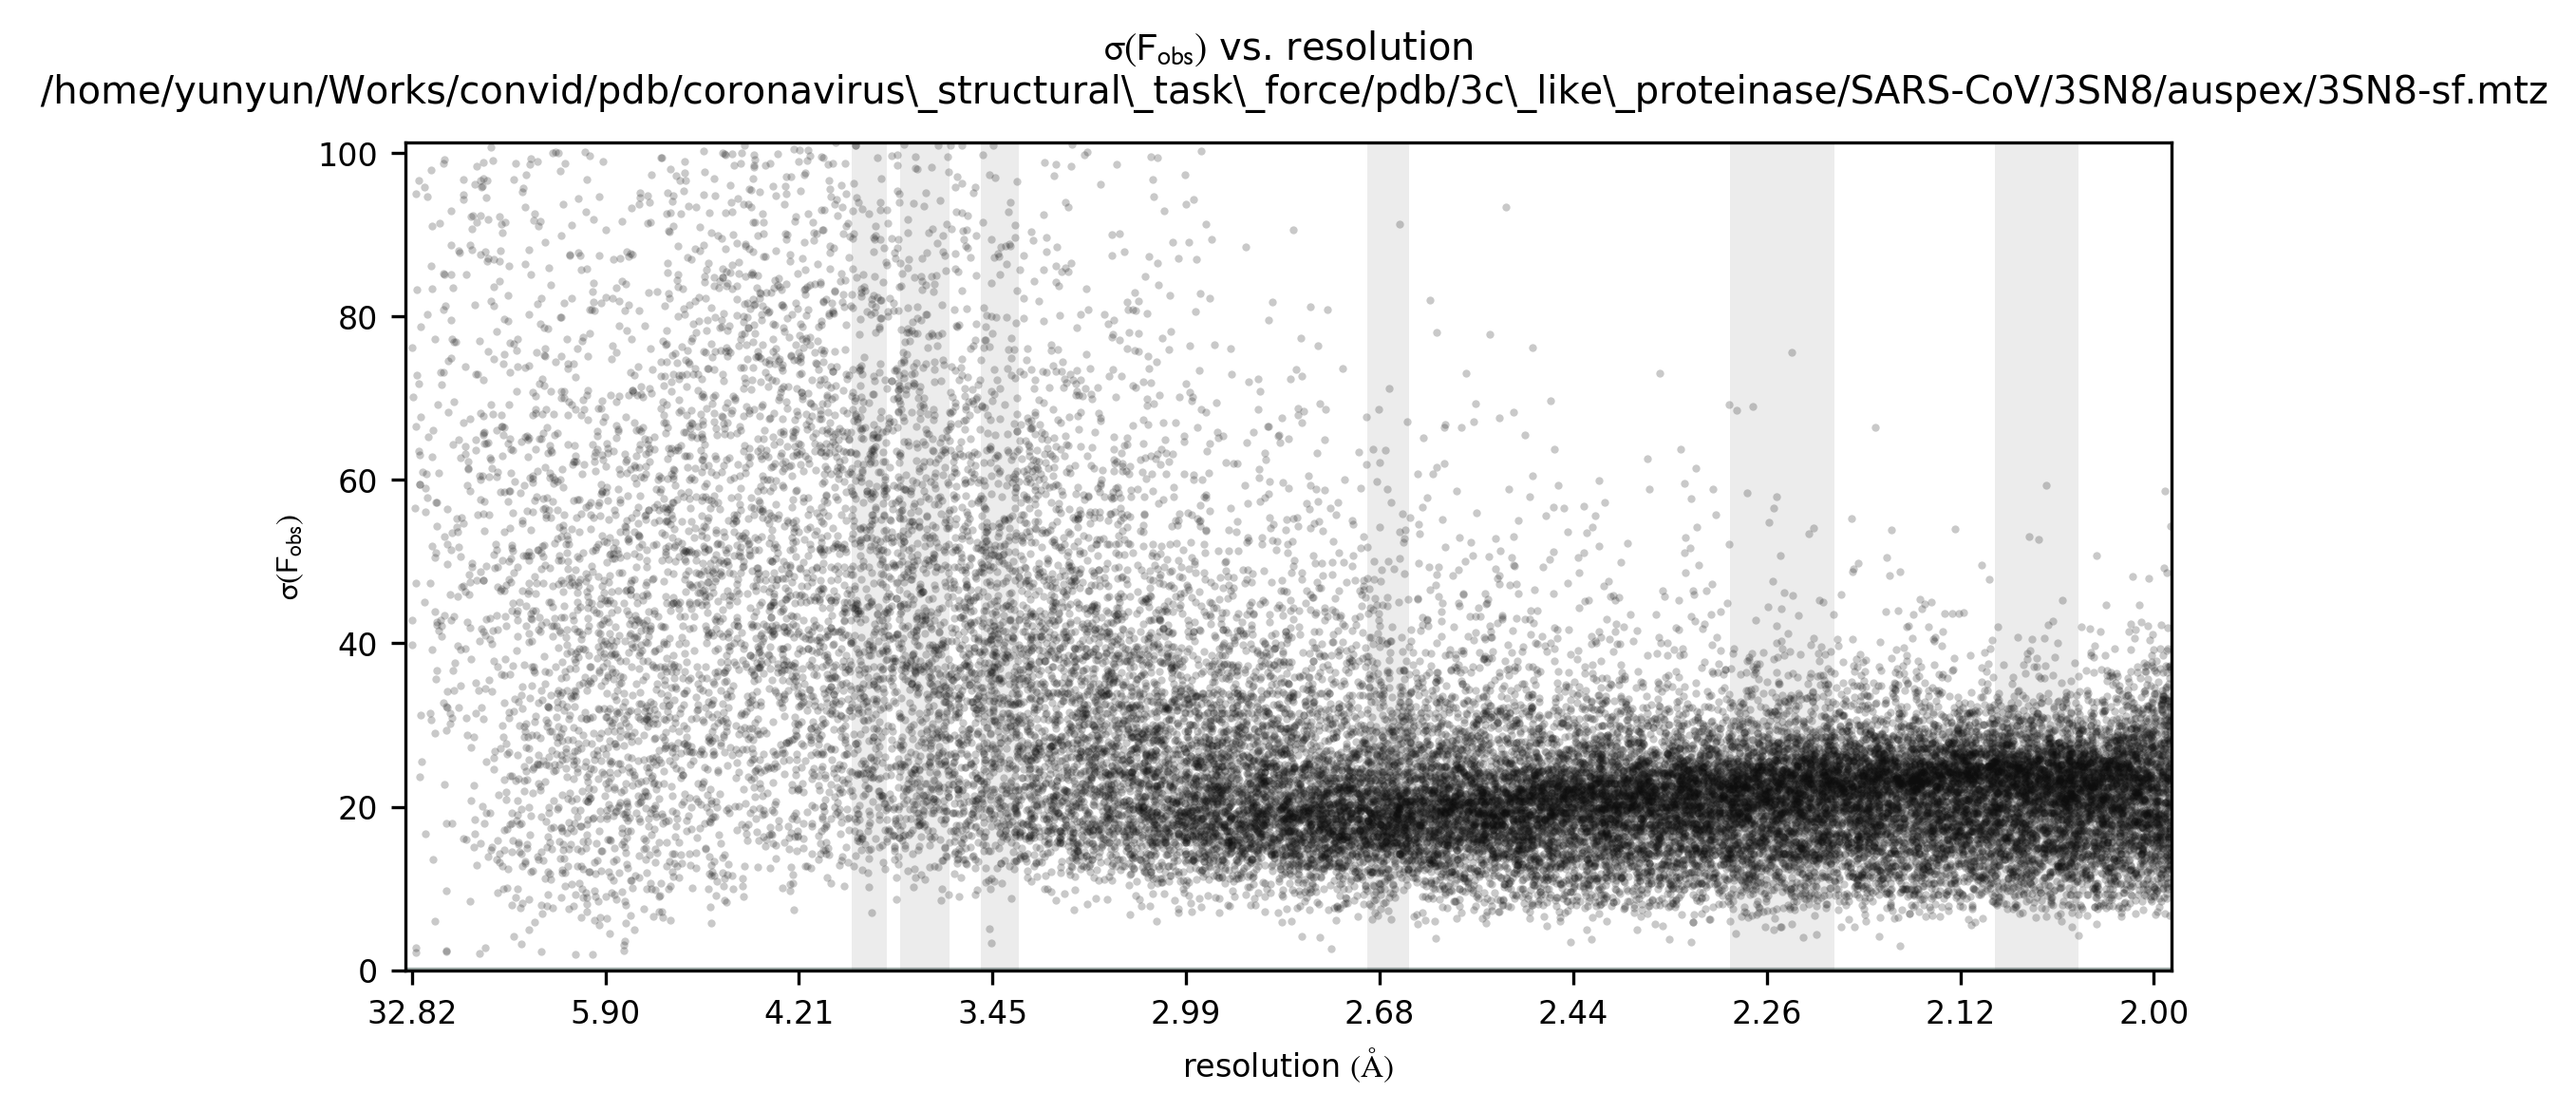 σ(F_obs) vs. resolution
/home/yunyun/Works/convid/pdb/coronavirus\_structural\_task\_force/pdb/3c\_like\_proteinase/SARS-CoV/3SN8/auspex/3SN8-sf.mtz
100
80
60
40
20
0
σ(F_obs)
32.82 5.90 4.21 3.45 2.99 2.68 2.44 2.26 2.12 2.00
resolution (Å)